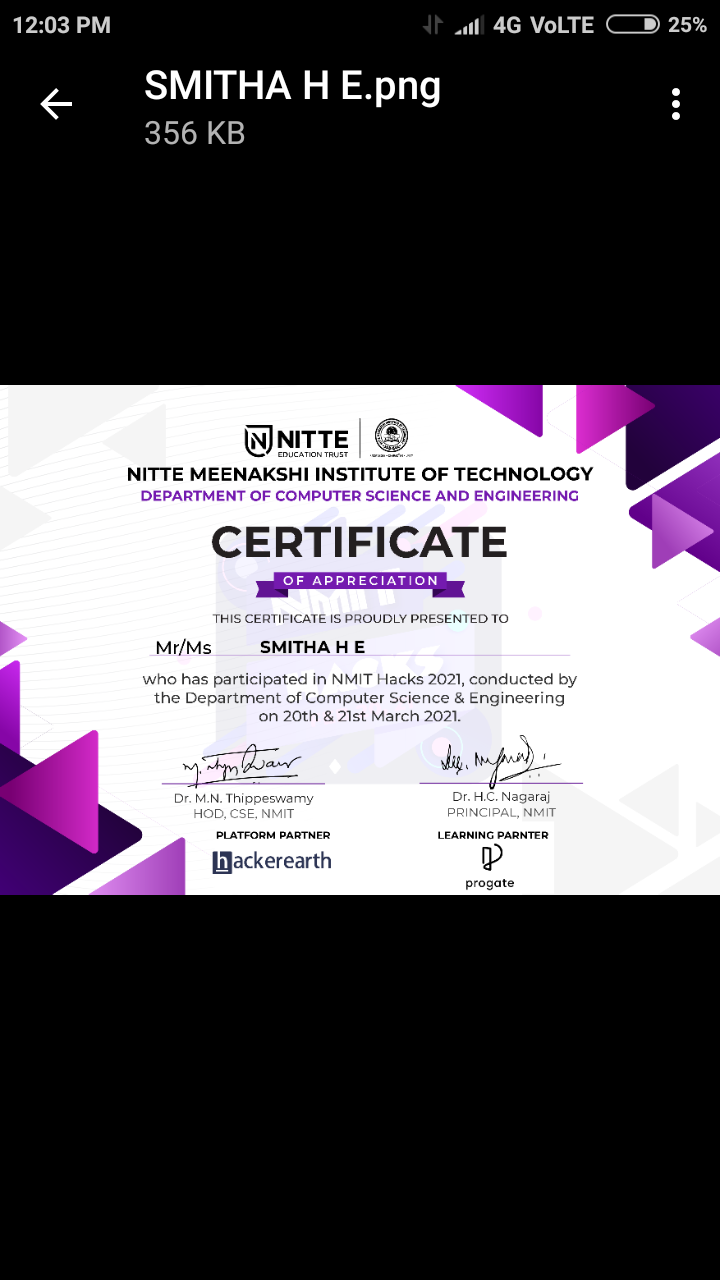 12:03 PM 4G VoLTE 25%
SMITHA H E.png
356 KB
NITTE
EDUCATION TRUST
NITTE MEENAKSHI INSTITUTE OF TECHNOLOGY
DEPARTMENT OF COMPUTER SCIENCE AND ENGINEERING
CERTIFICATE
OF APPRECIATION
NMIT
HACKS
THIS CERTIFICATE IS PROUDLY PRESENTED TO
Mr/Ms SMITHA H E
who has participated in NMIT Hacks 2021, conducted by
the Department of Computer Science & Engineering
on 20th & 21st March 2021.
Dr. M.N. Thippeswamy
HOD, CSE, NMIT
Dr. H.C. Nagaraj
PRINCIPAL, NMIT
PLATFORM PARTNER
hackerearth
LEARNING PARNTER
progate